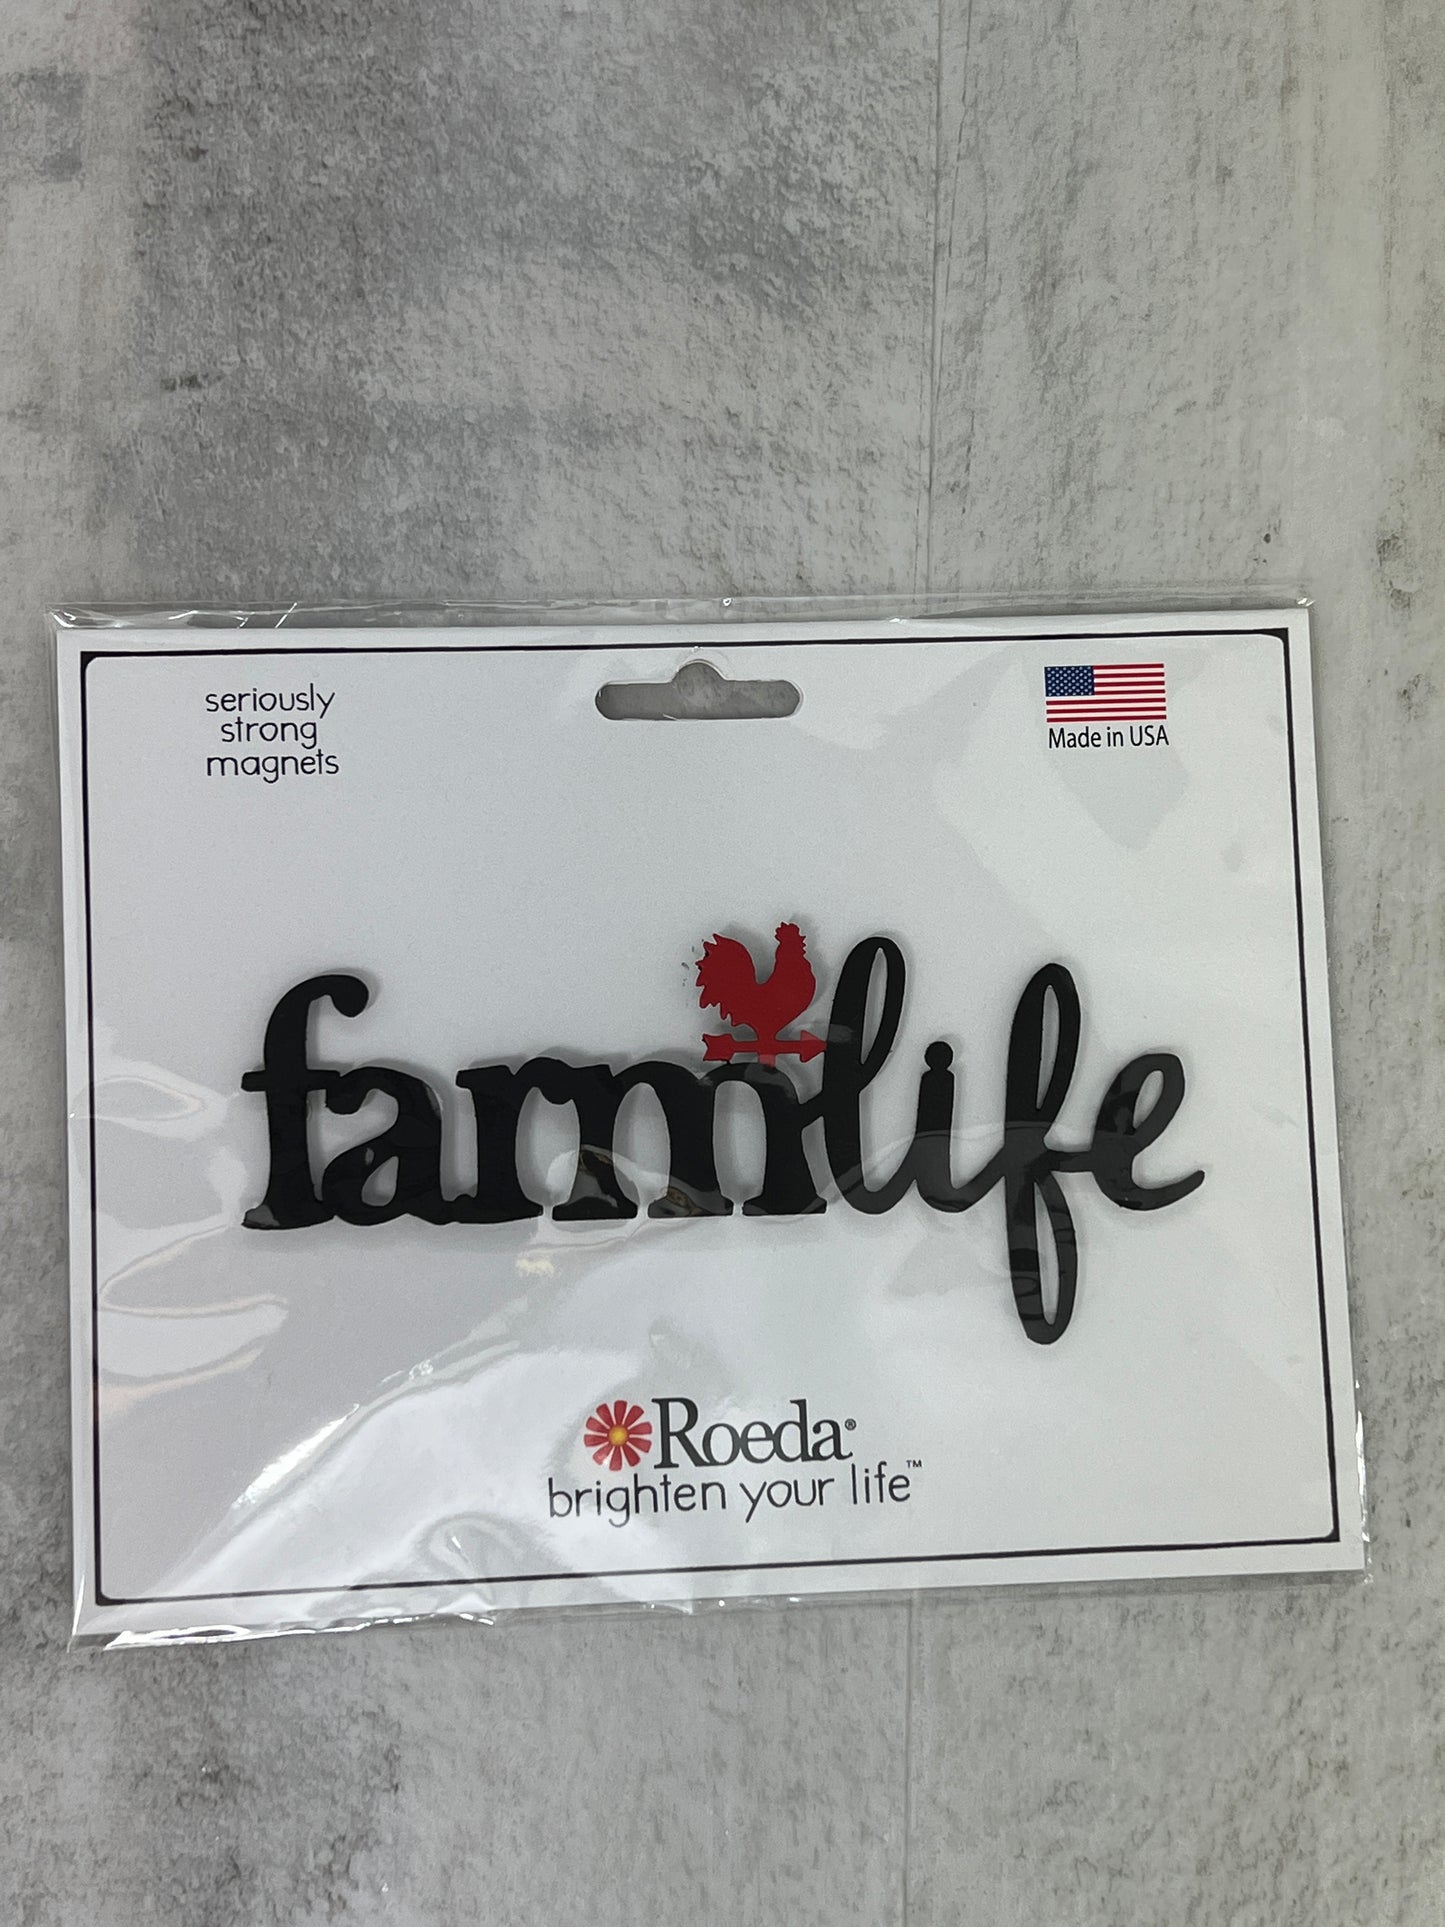 seriously
strong
magnets
Made in USA
farmlife
Roeda®
brighten your life™